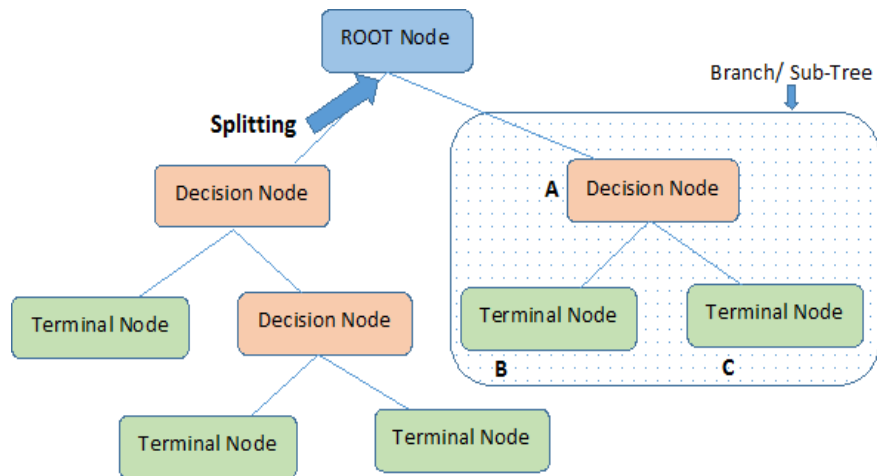 ROOT Node
Branch/ Sub-Tree
Splitting
Decision Node
A
Decision Node
Terminal Node
Decision Node
Terminal Node
Terminal Node
B
C
Terminal Node
Terminal Node